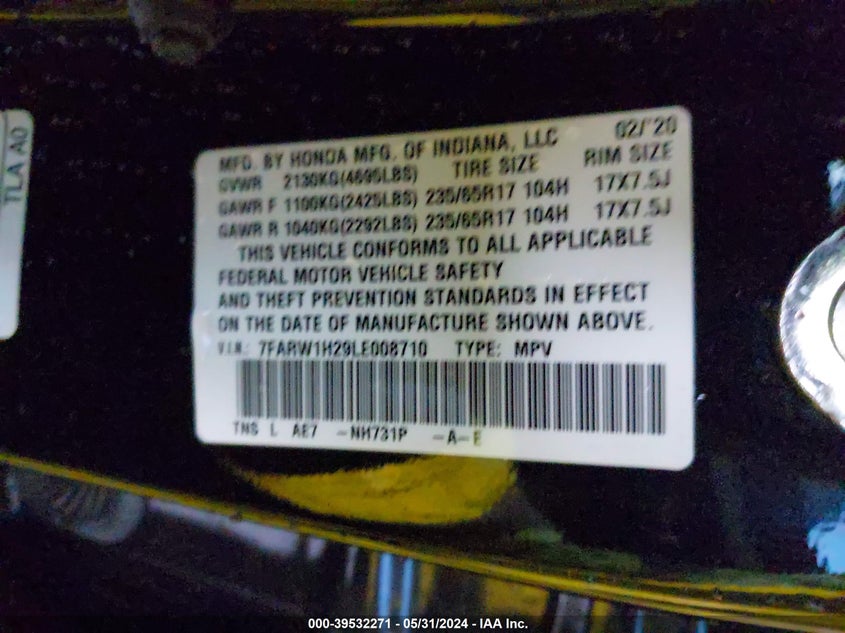 TLA A0
MFD. BY HONDA MFG. OF INDIANA, LLC 02/'20
GVWR 2130KG(4695LBS) TIRE SIZE RIM SIZE
GAWR F 1100KG(2425LBS) 235/65R17 104H 17X7.5J
GAWR R 1040KG(2292LBS) 235/65R17 104H 17X7.5J
THIS VEHICLE CONFORMS TO ALL APPLICABLE
FEDERAL MOTOR VEHICLE SAFETY
AND THEFT PREVENTION STANDARDS IN EFFECT
ON THE DATE OF MANUFACTURE SHOWN ABOVE.
V.I.N.: 7FARW1H29LE008710 TYPE: MPV
TNS L AE7 -NH731P -A-E
000-39532271 - 05/31/2024 - IAA Inc.